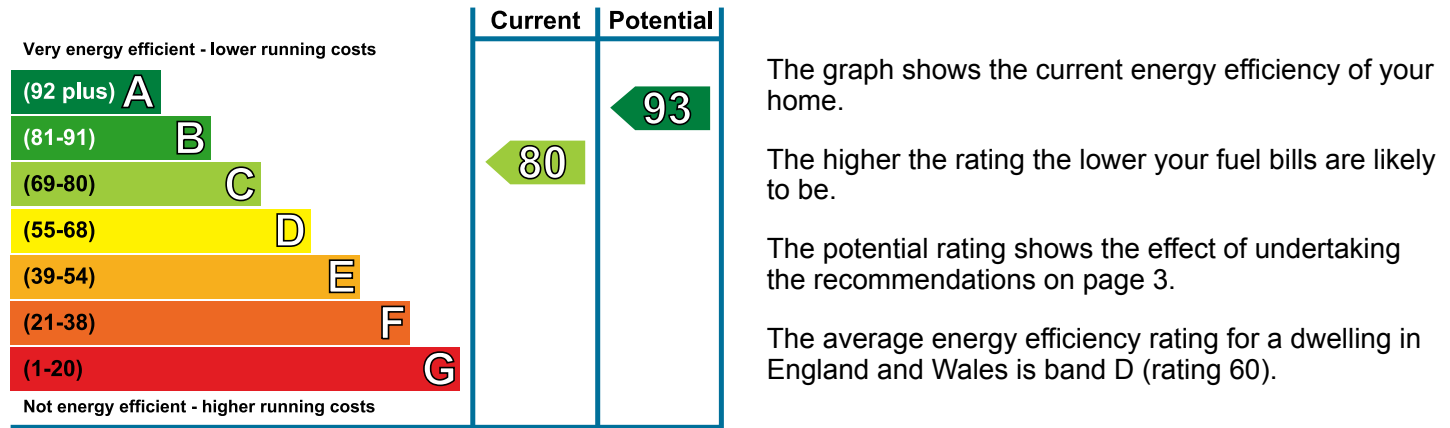 Current Potential
Very energy efficient - lower running costs
(92 plus) A
(81-91) B
(69-80) C
(55-68) D
(39-54) E
(21-38) F
(1-20) G
Not energy efficient - higher running costs
80
93
The graph shows the current energy efficiency of your
home.
The higher the rating the lower your fuel bills are likely
to be.
The potential rating shows the effect of undertaking
the recommendations on page 3.
The average energy efficiency rating for a dwelling in
England and Wales is band D (rating 60).